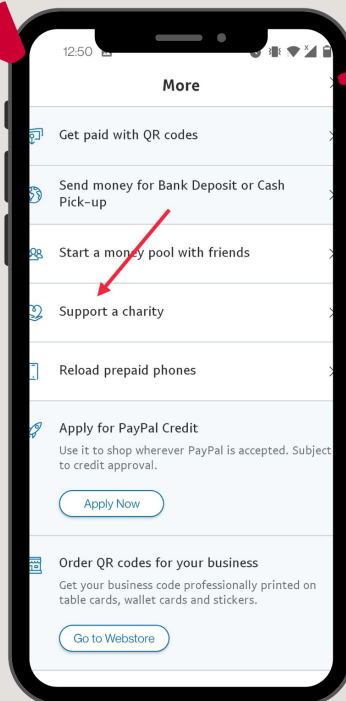 12:50
More
Get paid with QR codes
Send money for Bank Deposit or Cash
Pick-up
Start a money pool with friends
Support a charity
Reload prepaid phones
Apply for PayPal Credit
Use it to shop wherever PayPal is accepted. Subject
to credit approval.
Apply Now
Order QR codes for your business
Get your business code professionally printed on
table cards, wallet cards and stickers.
Go to Webstore